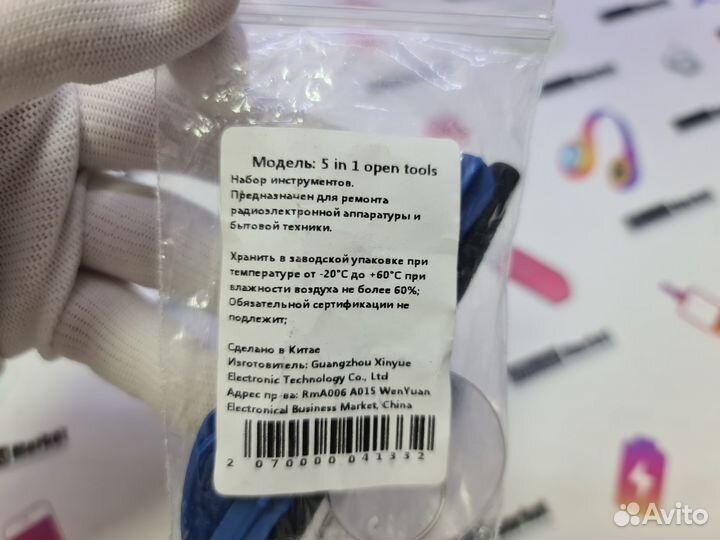 Модель: 5 in 1 open tools
Набор инструментов.
Предназначен для ремонта
радиоэлектронной аппаратуры и
бытовой техники.
Хранить в заводской упаковке при
температуре от -20°C до +60°C при
влажности воздуха не более 60%;
Обязательной сертификации не
подлежит;
Сделано в Китае
Изготовитель: Guangzhou Xinyue
Electronic Technology Co., Ltd
Адрес пр-ва: RmA006 A015 WenYuan
Electronical Business Market, China
2 070000 041332
Market
Avito